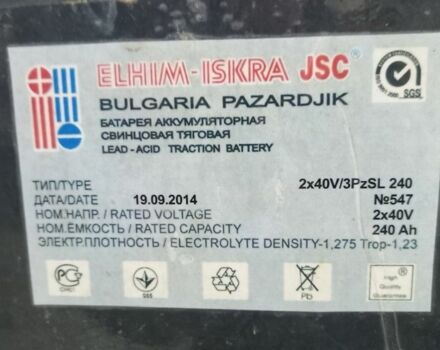 ELHIM-ISKRA JSC®
BULGARIA PAZARDJIK
БАТАРЕЯ АККУМУЛЯТОРНАЯ
СВИНЦОВАЯ ТЯГОВАЯ
LEAD-ACID TRACTION BATTERY
SGS
ТИП/TYPE 2x40V/3PzSL 240
ДАТА/DATE 19.09.2014 №547
НОМ.НАПР. / RATED VOLTAGE 2x40V
НОМ.ЁМКОСТЬ / RATED CAPACITY 240 Ah
ЭЛЕКТР.ПЛОТНОСТЬ / ELECTROLYTE DENSITY-1,275 Trop-1,23
Pb
High ®
Quality
Guarantee